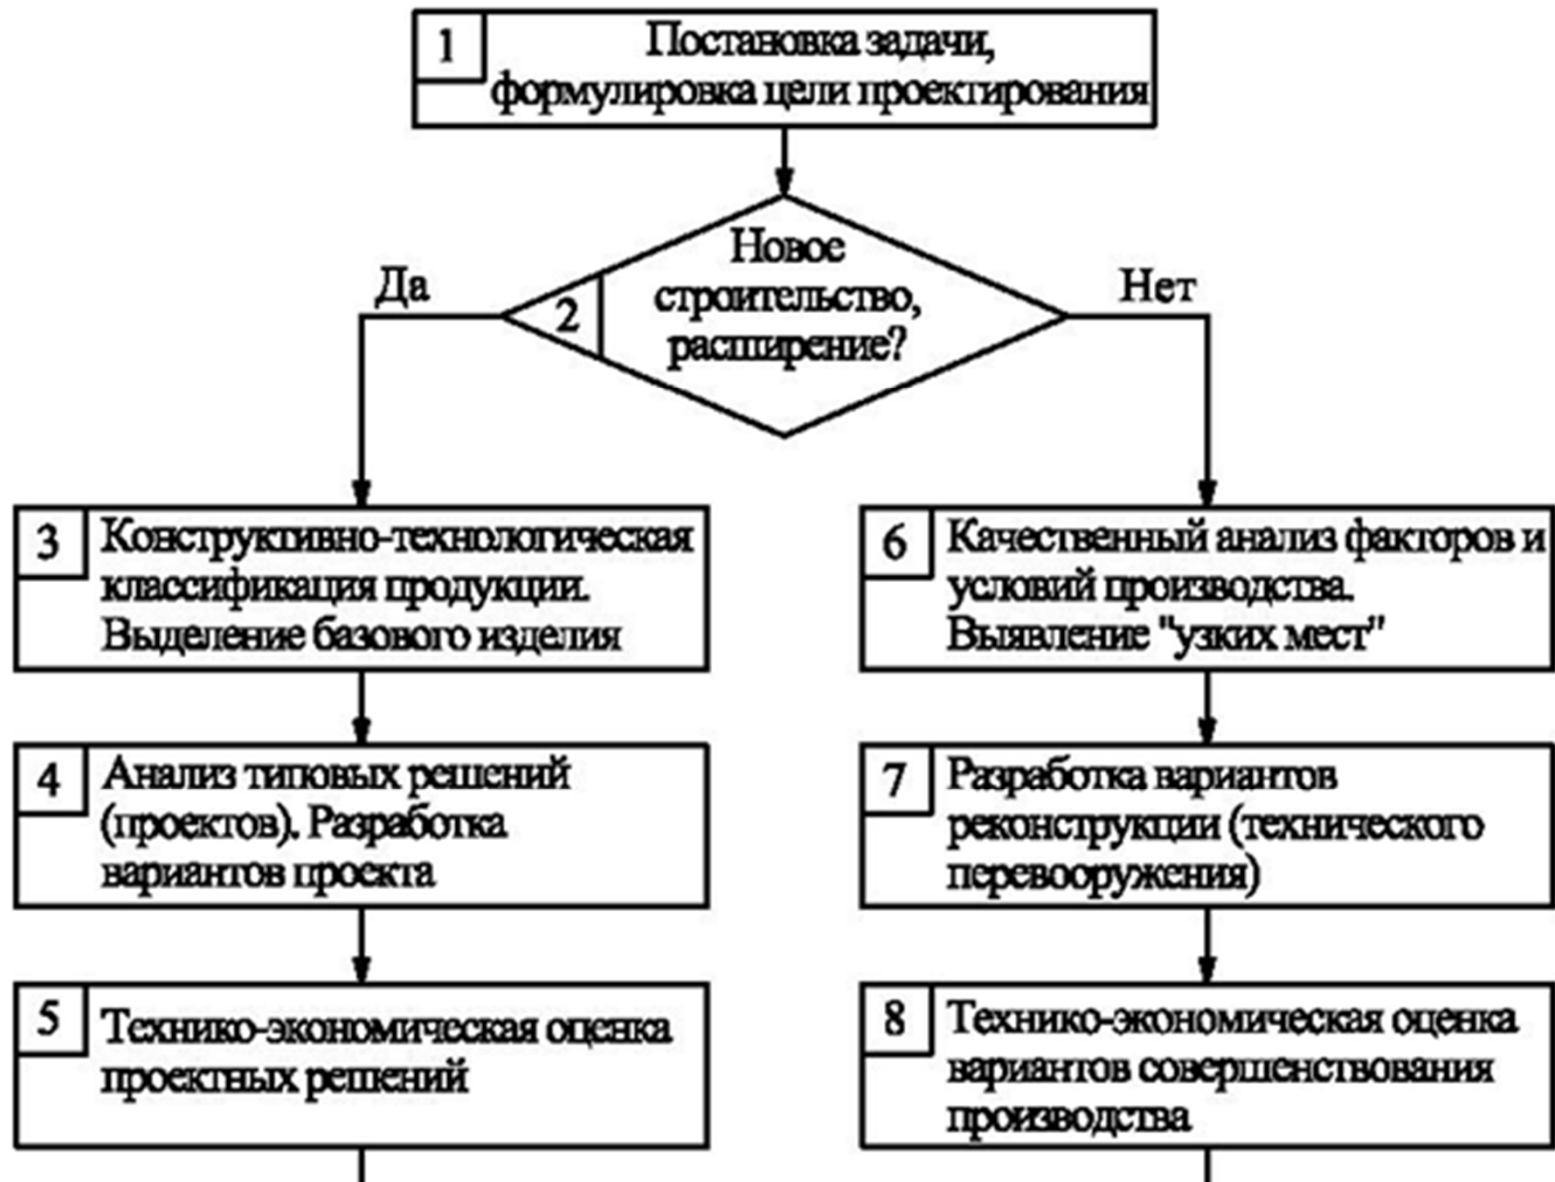 1
Постановка задачи,
формулировка цели проектирования
2
Новое
строительство,
расширение?
Да
Нет
3
Конструктивно-технологическая
классификация продукции.
Выделение базового изделия
4
Анализ типовых решений
(проектов). Разработка
вариантов проекта
5
Технико-экономическая оценка
проектных решений
6
Качественный анализ факторов и
условий производства.
Выявление "узких мест"
7
Разработка вариантов
реконструкции (технического
перевооружения)
8
Технико-экономическая оценка
вариантов совершенствования
производства